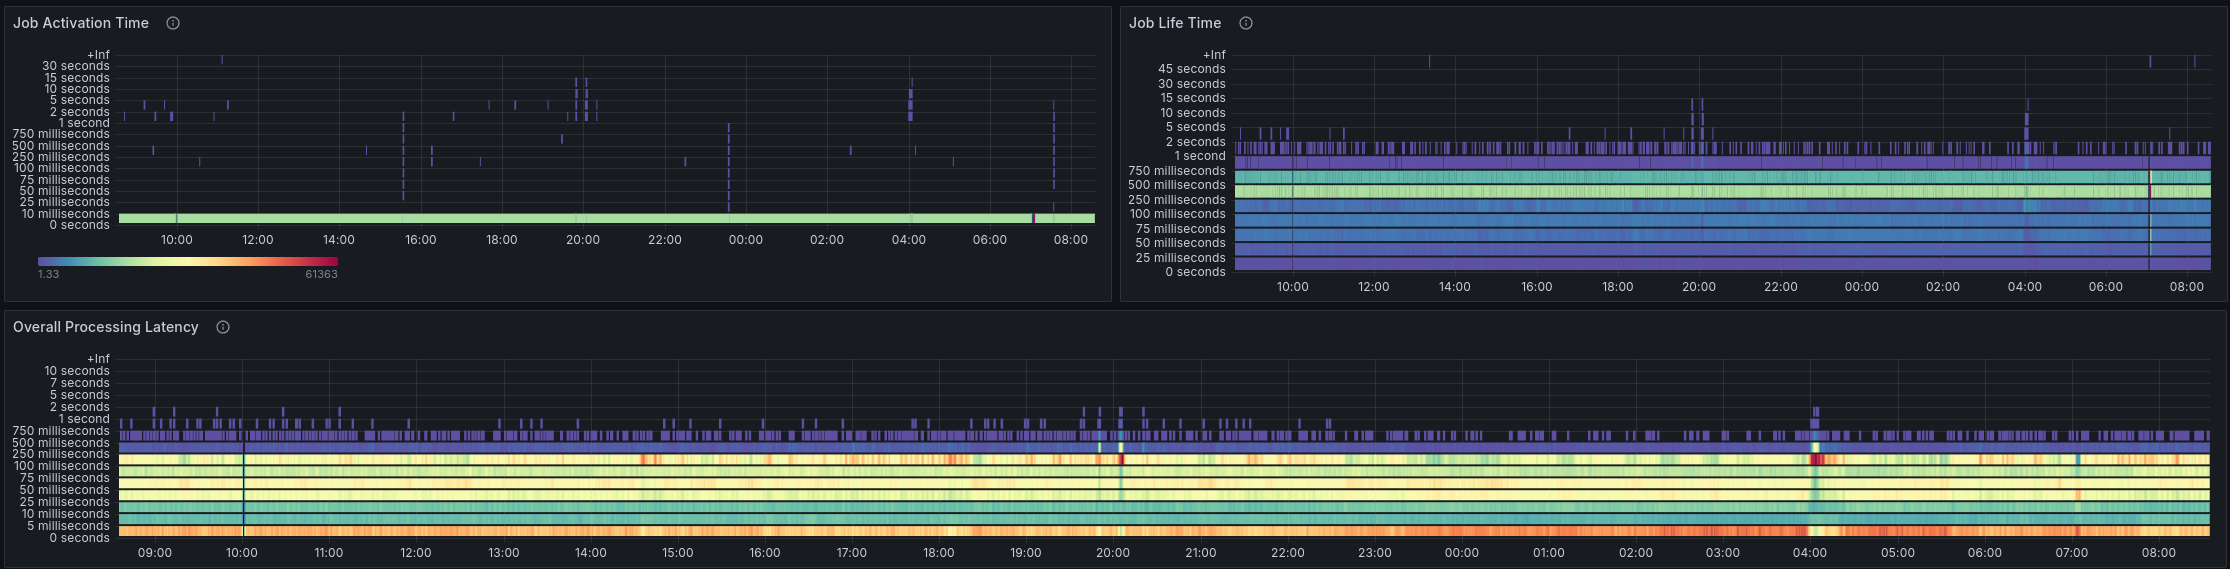 Job Activation Time
+Inf
30 seconds
15 seconds
10 seconds
5 seconds
2 seconds
1 second
750 milliseconds
500 milliseconds
250 milliseconds
100 milliseconds
75 milliseconds
50 milliseconds
25 milliseconds
10 milliseconds
0 seconds
10:00 12:00 14:00 16:00 18:00 20:00 22:00 00:00 02:00 04:00 06:00 08:00
1.33 61363
Job Life Time
+Inf
45 seconds
30 seconds
15 seconds
10 seconds
5 seconds
2 seconds
1 second
750 milliseconds
500 milliseconds
250 milliseconds
100 milliseconds
75 milliseconds
50 milliseconds
25 milliseconds
0 seconds
10:00 12:00 14:00 16:00 18:00 20:00 22:00 00:00 02:00 04:00 06:00 08:00
Overall Processing Latency
+Inf
10 seconds
7 seconds
5 seconds
2 seconds
1 second
750 milliseconds
500 milliseconds
250 milliseconds
100 milliseconds
75 milliseconds
50 milliseconds
25 milliseconds
10 milliseconds
5 milliseconds
0 seconds
09:00 10:00 11:00 12:00 13:00 14:00 15:00 16:00 17:00 18:00 19:00 20:00 21:00 22:00 23:00 00:00 01:00 02:00 03:00 04:00 05:00 06:00 07:00 08:00